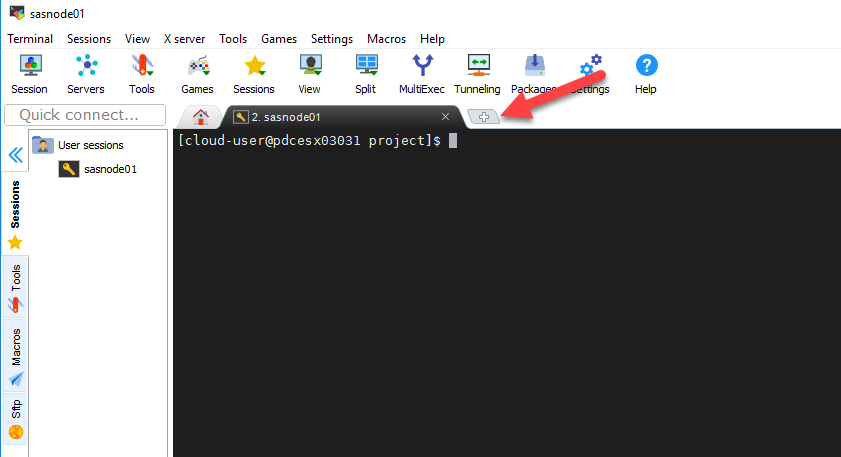 sasnode01
Terminal Sessions View X server Tools Games Settings Macros Help
Session Servers Tools Games Sessions View Split MultiExec Tunneling Packages Settings Help
Quick connect...
2. sasnode01
User sessions
sasnode01
[cloud-user@pdcesx03031 project]$
Sessions
Tools
Macros
Sftp